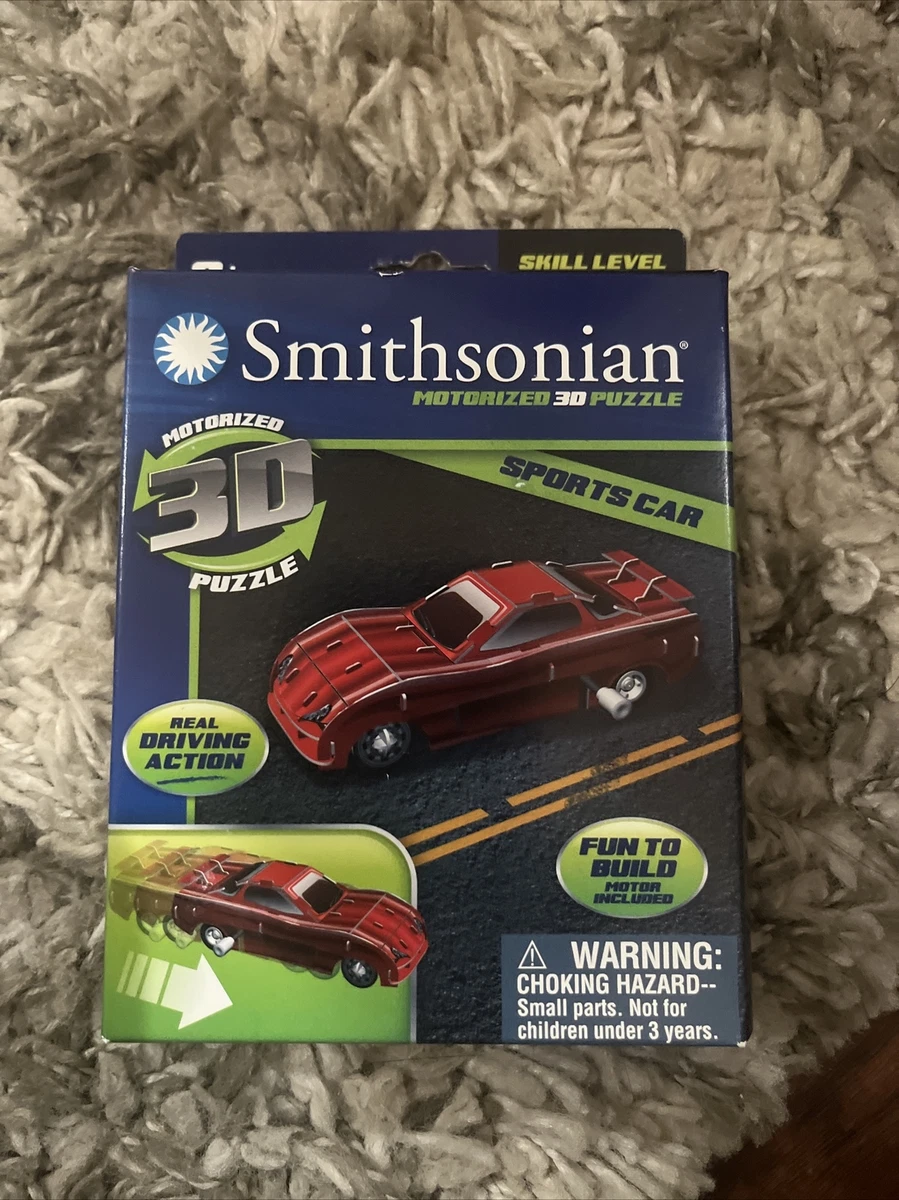 SKILL LEVEL
Smithsonian®
MOTORIZED 3D PUZZLE
MOTORIZED
3D
PUZZLE
SPORTS CAR
REAL
DRIVING
ACTION
FUN TO
BUILD
MOTOR
INCLUDED
⚠ WARNING:
CHOKING HAZARD--
Small parts. Not for
children under 3 years.